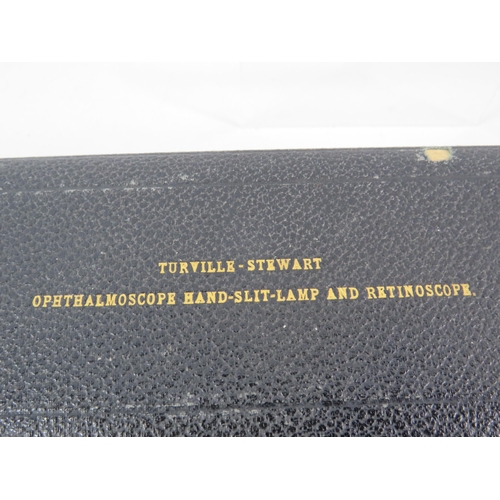 TURVILLE-STEWART
OPHTHALMOSCOPE HAND-SLIT-LAMP AND RETINOSCOPE.